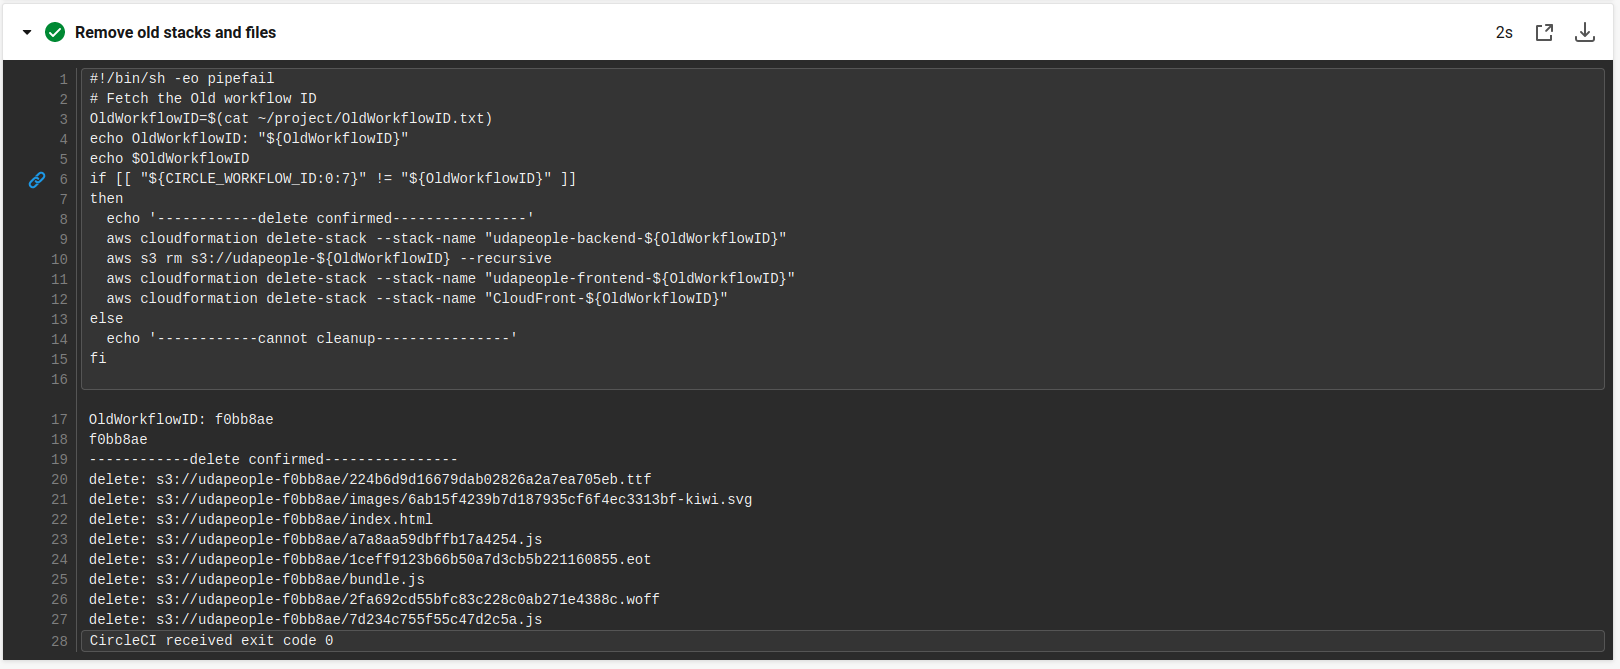 Remove old stacks and files 2s
1 #!/bin/sh -eo pipefail
2 # Fetch the Old workflow ID
3 OldWorkflowID=$(cat ~/project/OldWorkflowID.txt)
4 echo OldWorkflowID: "${OldWorkflowID}"
5 echo $OldWorkflowID
6 if [[ "${CIRCLE_WORKFLOW_ID:0:7}" != "${OldWorkflowID}" ]]
7 then
8   echo '------------delete confirmed----------------'
9   aws cloudformation delete-stack --stack-name "udapeople-backend-${OldWorkflowID}"
10   aws s3 rm s3://udapeople-${OldWorkflowID} --recursive
11   aws cloudformation delete-stack --stack-name "udapeople-frontend-${OldWorkflowID}"
12   aws cloudformation delete-stack --stack-name "CloudFront-${OldWorkflowID}"
13 else
14   echo '------------cannot cleanup----------------'
15 fi
16
17 OldWorkflowID: f0bb8ae
18 f0bb8ae
19 ------------delete confirmed----------------
20 delete: s3://udapeople-f0bb8ae/224b6d9d16679dab02826a2a7ea705eb.ttf
21 delete: s3://udapeople-f0bb8ae/images/6ab15f4239b7d187935cf6f4ec3313bf-kiwi.svg
22 delete: s3://udapeople-f0bb8ae/index.html
23 delete: s3://udapeople-f0bb8ae/a7a8aa59dbffb17a4254.js
24 delete: s3://udapeople-f0bb8ae/1ceff9123b66b50a7d3cb5b221160855.eot
25 delete: s3://udapeople-f0bb8ae/bundle.js
26 delete: s3://udapeople-f0bb8ae/2fa692cd55bfc83c228c0ab271e4388c.woff
27 delete: s3://udapeople-f0bb8ae/7d234c755f55c47d2c5a.js
28 CircleCI received exit code 0